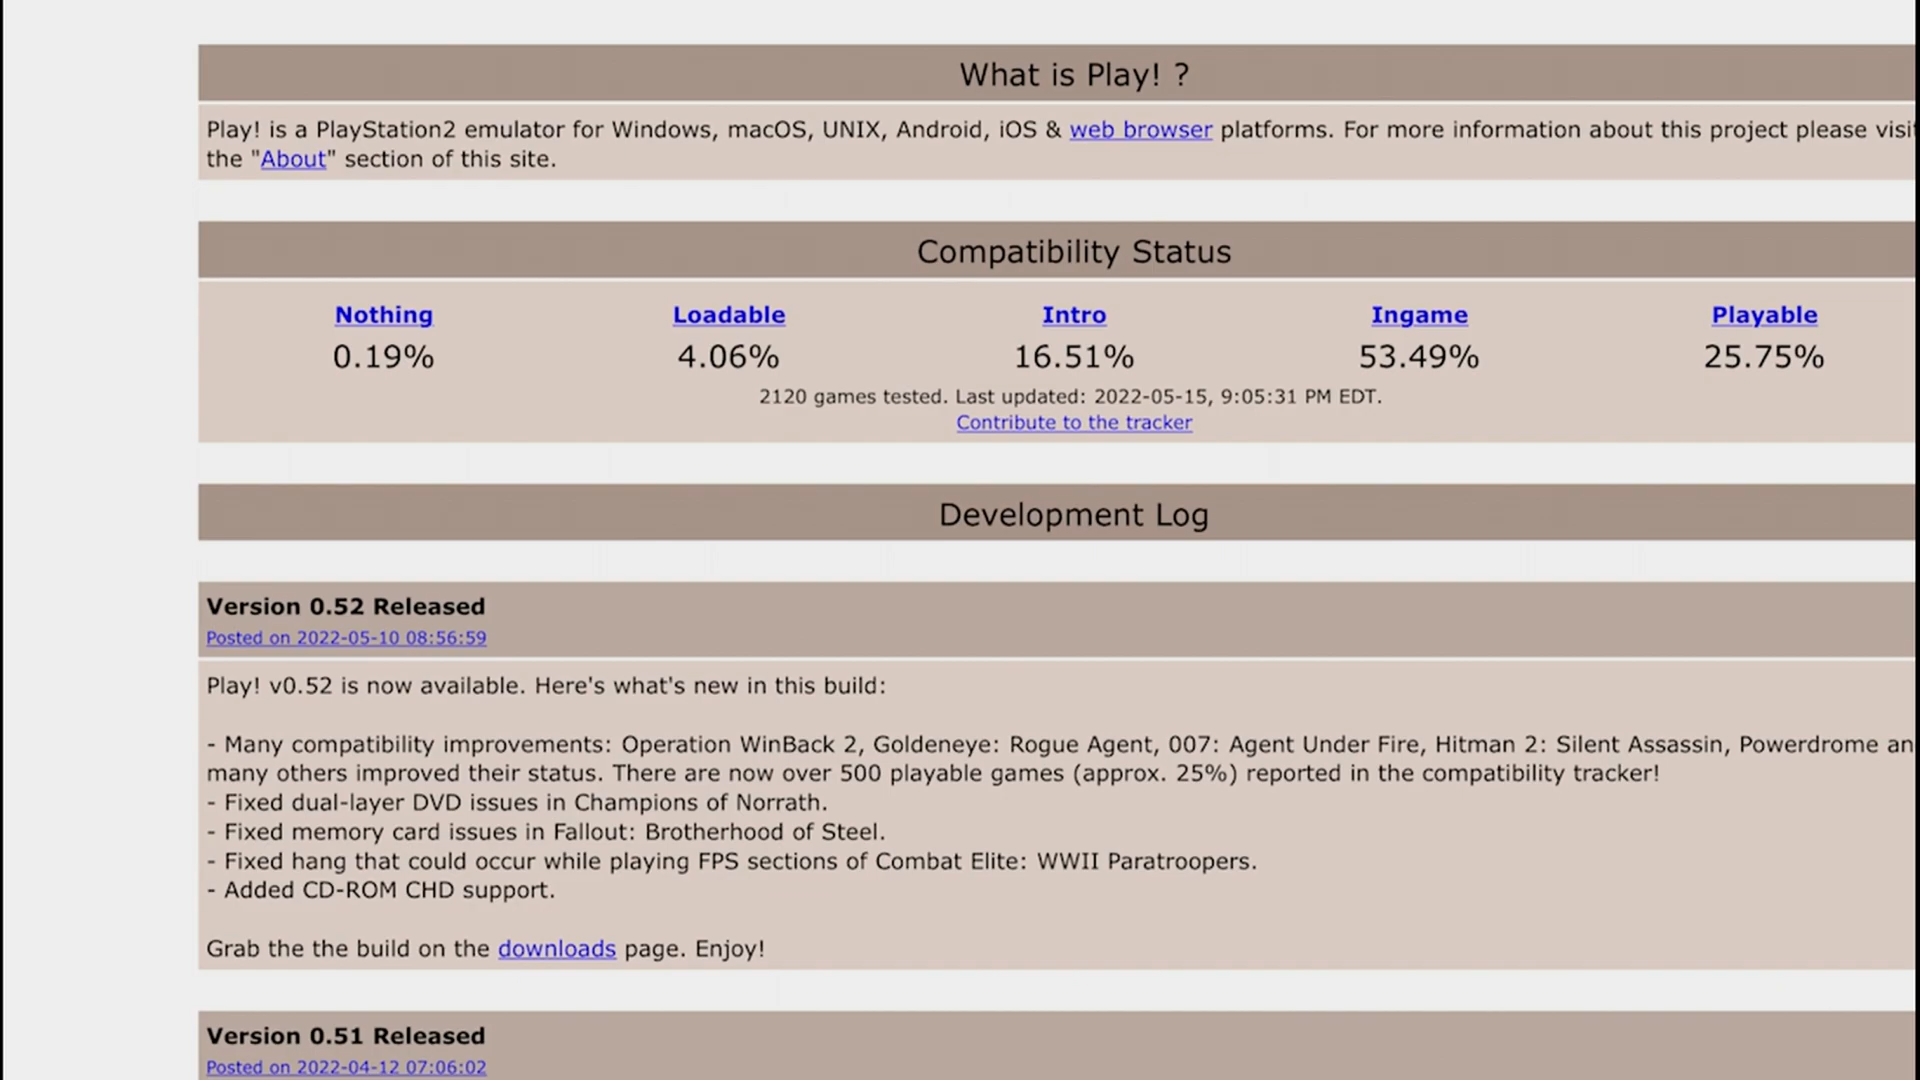 What is Play! ?
Play! is a PlayStation2 emulator for Windows, macOS, UNIX, Android, iOS & web browser platforms. For more information about this project please visit
the "About" section of this site.
Compatibility Status
Nothing Loadable Intro Ingame Playable
0.19% 4.06% 16.51% 53.49% 25.75%
2120 games tested. Last updated: 2022-05-15, 9:05:31 PM EDT.
Contribute to the tracker
Development Log
Version 0.52 Released
Posted on 2022-05-10 08:56:59
Play! v0.52 is now available. Here's what's new in this build:
- Many compatibility improvements: Operation WinBack 2, Goldeneye: Rogue Agent, 007: Agent Under Fire, Hitman 2: Silent Assassin, Powerdrome an
many others improved their status. There are now over 500 playable games (approx. 25%) reported in the compatibility tracker!
- Fixed dual-layer DVD issues in Champions of Norrath.
- Fixed memory card issues in Fallout: Brotherhood of Steel.
- Fixed hang that could occur while playing FPS sections of Combat Elite: WWII Paratroopers.
- Added CD-ROM CHD support.
Grab the the build on the downloads page. Enjoy!
Version 0.51 Released
Posted on 2022-04-12 07:06:02